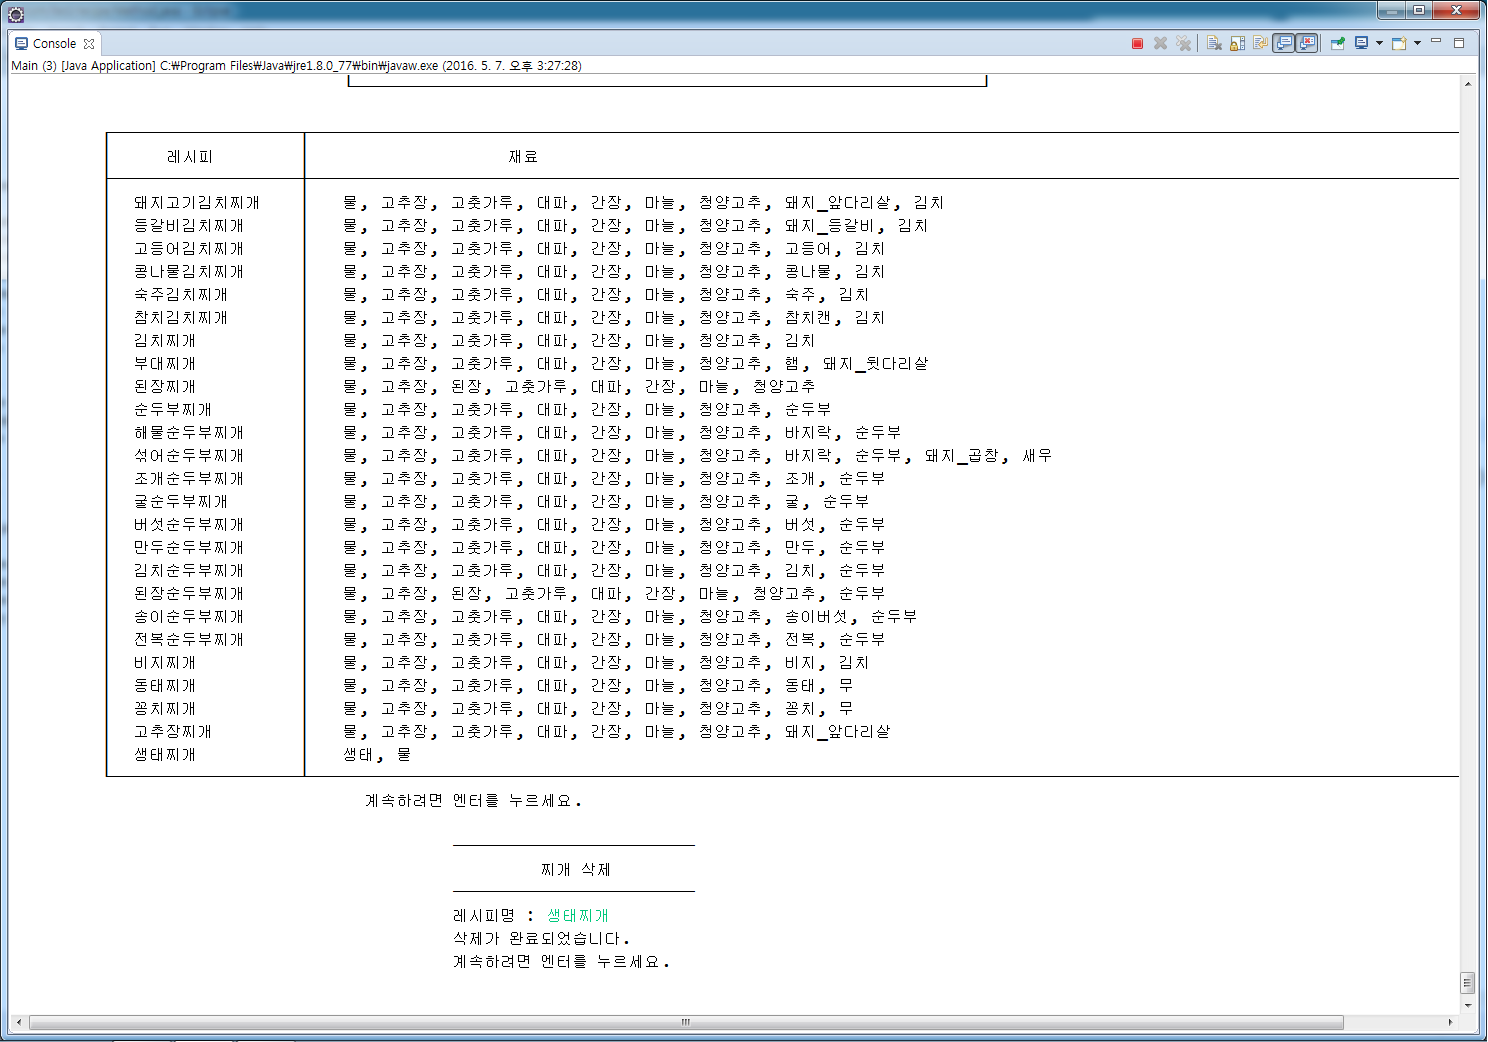 Console
Main (3) [Java Application] C:₩Program Files₩Java₩jre1.8.0_77₩bin₩javaw.exe (2016. 5. 7. 오후 3:27:28)
레시피 재료
돼지고기김치찌개 물, 고추장, 고춧가루, 대파, 간장, 마늘, 청양고추, 돼지_앞다리살, 김치
등갈비김치찌개 물, 고추장, 고춧가루, 대파, 간장, 마늘, 청양고추, 돼지_등갈비, 김치
고등어김치찌개 물, 고추장, 고춧가루, 대파, 간장, 마늘, 청양고추, 고등어, 김치
콩나물김치찌개 물, 고추장, 고춧가루, 대파, 간장, 마늘, 청양고추, 콩나물, 김치
숙주김치찌개 물, 고추장, 고춧가루, 대파, 간장, 마늘, 청양고추, 숙주, 김치
참치김치찌개 물, 고추장, 고춧가루, 대파, 간장, 마늘, 청양고추, 참치캔, 김치
김치찌개 물, 고추장, 고춧가루, 대파, 간장, 마늘, 청양고추, 김치
부대찌개 물, 고추장, 고춧가루, 대파, 간장, 마늘, 청양고추, 햄, 돼지_뒷다리살
된장찌개 물, 고추장, 된장, 고춧가루, 대파, 간장, 마늘, 청양고추
순두부찌개 물, 고추장, 고춧가루, 대파, 간장, 마늘, 청양고추, 순두부
해물순두부찌개 물, 고추장, 고춧가루, 대파, 간장, 마늘, 청양고추, 바지락, 순두부
섞어순두부찌개 물, 고추장, 고춧가루, 대파, 간장, 마늘, 청양고추, 바지락, 순두부, 돼지_곱창, 새우
조개순두부찌개 물, 고추장, 고춧가루, 대파, 간장, 마늘, 청양고추, 조개, 순두부
굴순두부찌개 물, 고추장, 고춧가루, 대파, 간장, 마늘, 청양고추, 굴, 순두부
버섯순두부찌개 물, 고추장, 고춧가루, 대파, 간장, 마늘, 청양고추, 버섯, 순두부
만두순두부찌개 물, 고추장, 고춧가루, 대파, 간장, 마늘, 청양고추, 만두, 순두부
김치순두부찌개 물, 고추장, 고춧가루, 대파, 간장, 마늘, 청양고추, 김치, 순두부
된장순두부찌개 물, 고추장, 된장, 고춧가루, 대파, 간장, 마늘, 청양고추, 순두부
송이순두부찌개 물, 고추장, 고춧가루, 대파, 간장, 마늘, 청양고추, 송이버섯, 순두부
전복순두부찌개 물, 고추장, 고춧가루, 대파, 간장, 마늘, 청양고추, 전복, 순두부
비지찌개 물, 고추장, 고춧가루, 대파, 간장, 마늘, 청양고추, 비지, 김치
동태찌개 물, 고추장, 고춧가루, 대파, 간장, 마늘, 청양고추, 동태, 무
꽁치찌개 물, 고추장, 고춧가루, 대파, 간장, 마늘, 청양고추, 꽁치, 무
고추장찌개 물, 고추장, 고춧가루, 대파, 간장, 마늘, 청양고추, 돼지_앞다리살
생태찌개 생태, 물
계속하려면 엔터를 누르세요.
찌개 삭제
레시피명 : 생태찌개
삭제가 완료되었습니다.
계속하려면 엔터를 누르세요.